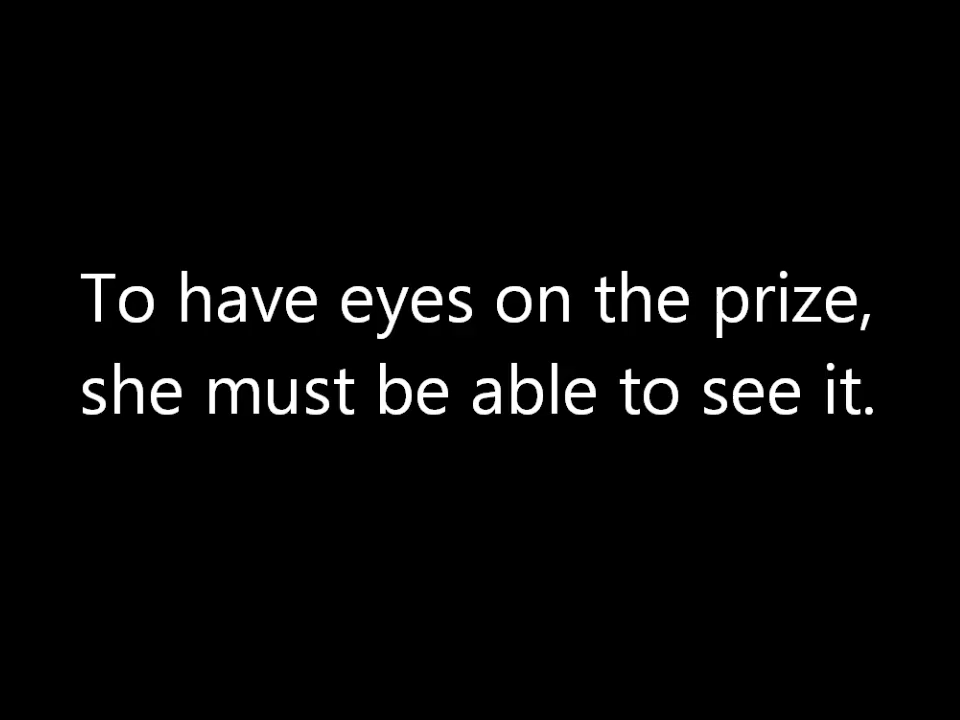 To have eyes on the prize,
she must be able to see it.